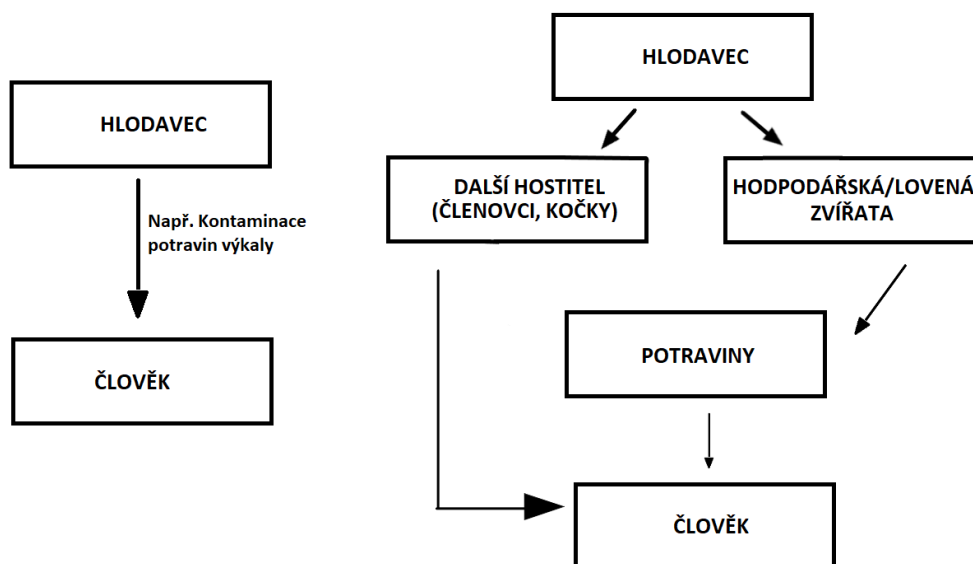 HLODAVEC
Např. Kontaminace
potravin výkaly
ČLOVĚK
HLODAVEC
DALŠÍ HOSTITEL
(ČLENOVCI, KOČKY)
HODPODÁŘSKÁ/LOVENÁ
ZVÍŘATA
POTRAVINY
ČLOVĚK